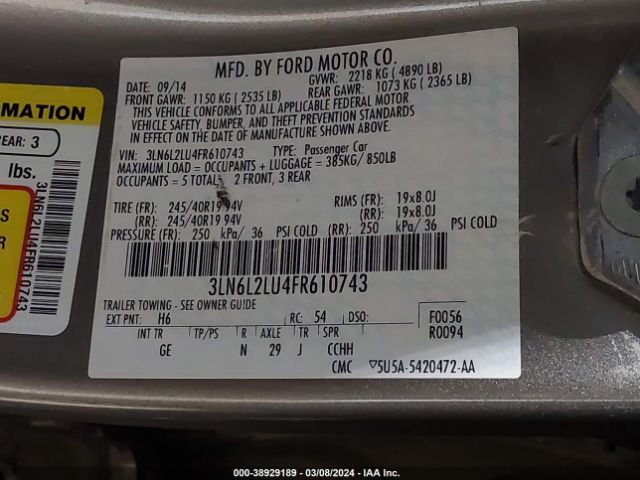 MFD. BY FORD MOTOR CO.
DATE: 09/14 GVWR: 2218 KG ( 4890 LB)
FRONT GAWR: 1150 KG ( 2535 LB) REAR GAWR: 1073 KG ( 2365 LB)
THIS VEHICLE CONFORMS TO ALL APPLICABLE FEDERAL MOTOR
VEHICLE SAFETY, BUMPER, AND THEFT PREVENTION STANDARDS
IN EFFECT ON THE DATE OF MANUFACTURE SHOWN ABOVE.
VIN: 3LN6L2LU4FR610743 TYPE: Passenger Car
MAXIMUM LOAD = OCCUPANTS + LUGGAGE = 385KG/ 850LB
OCCUPANTS = 5 TOTAL, 2 FRONT, 3 REAR
TIRE (FR): 245/40R19 94V RIMS (FR): 19x8.0J
(RR): 245/40R19 94V (RR): 19x8.0J
PRESSURE (FR): 250 kPa/ 36 PSI COLD (RR): 250 kPa/ 36 PSI COLD
3LN6L2LU4FR610743
TRAILER TOWING - SEE OWNER GUIDE
EXT PNT: H6 RC: 54 DSO: F0056
R0094
INT TR TP/PS R AXLE TR SPR
GE N 29 J CCHH
CMC 5U5A-5420472-AA
RMATION
REAR: 3
lbs.
3LN6L2LU4FR610743
000-38929189 - 03/08/2024 - IAA Inc.